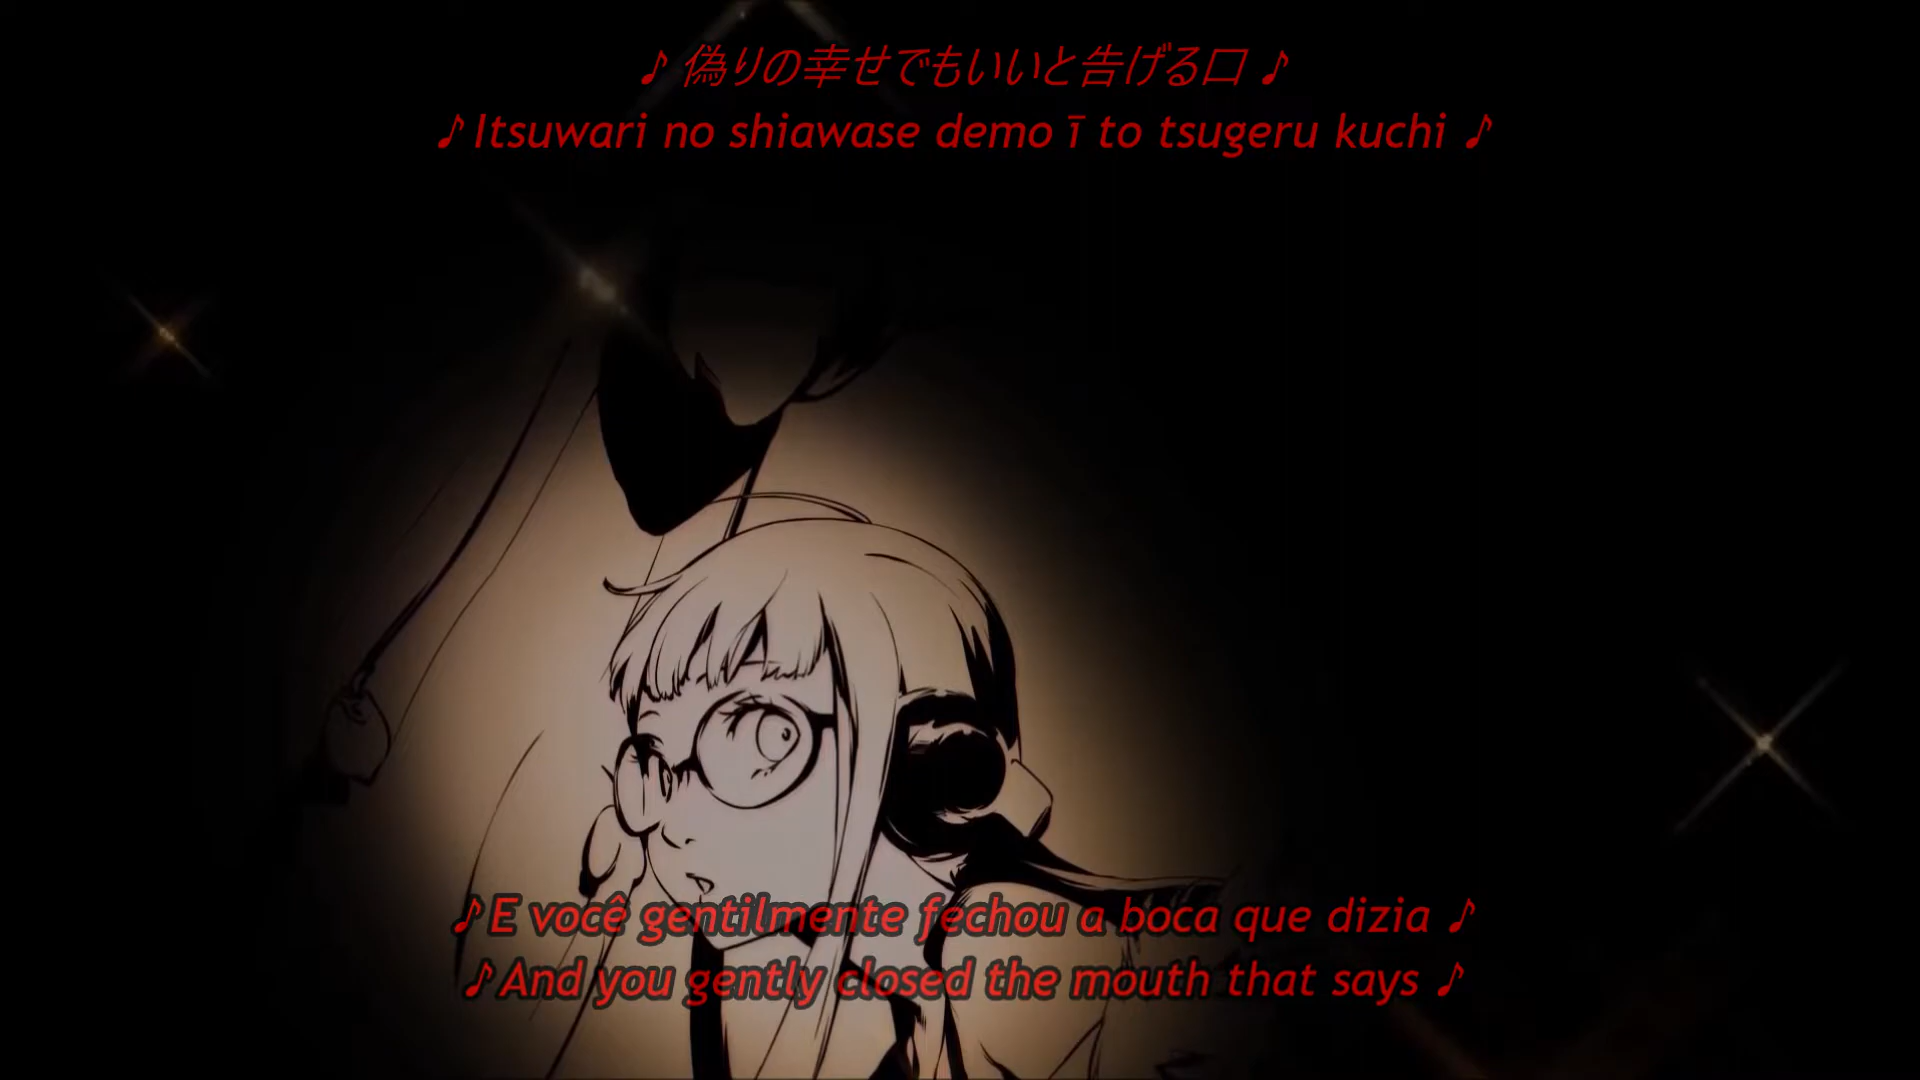 ♪ 偽りの幸せでもいいと告げる口 ♪
♪ Itsuwari no shiawase demo ī to tsugeru kuchi ♪
♪ E você gentilmente fechou a boca que dizia ♪
♪ And you gently closed the mouth that says ♪